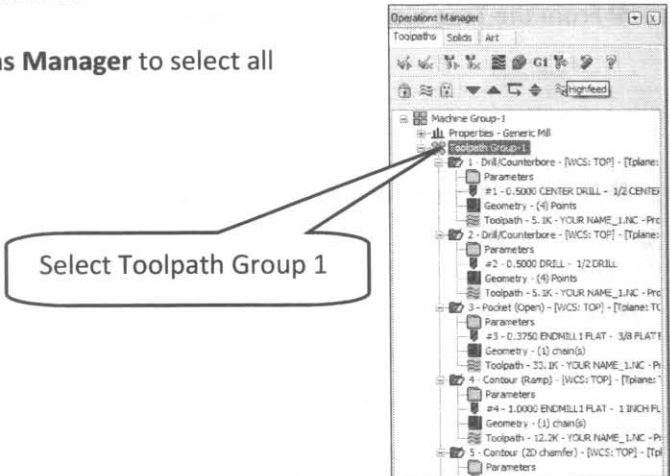 ns Manager to select all
Select Toolpath Group 1
Operations Manager
Toolpaths Solids Art
G1
Highfeed
Machine Group-1
Properties - Generic Mill
Toolpath Group-1
1 - Drill/Counterbore - [WCS: TOP] - [Tplane:
Parameters
#1 - 0.5000 CENTER DRILL - 1/2 CENTER
Geometry - (4) Points
Toolpath - 5.1K - YOUR NAME_1.NC - Pro
2 - Drill/Counterbore - [WCS: TOP] - [Tplane:
Parameters
#2 - 0.5000 DRILL - 1/2 DRILL
Geometry - (4) Points
Toolpath - 5.1K - YOUR NAME_1.NC - Pro
3 - Pocket (Open) - [WCS: TOP] - [Tplane: TO
Parameters
#3 - 0.3750 ENDMILL1 FLAT - 3/8 FLAT E
Geometry - (1) chain(s)
Toolpath - 33.1K - YOUR NAME_1.NC - P
4 - Contour (Ramp) - [WCS: TOP] - [Tplane: T
Parameters
#4 - 1.0000 ENDMILL1 FLAT - 1 INCH FL
Geometry - (1) chain(s)
Toolpath - 12.2K - YOUR NAME_1.NC - P
5 - Contour (2D chamfer) - [WCS: TOP] - [Tpl
Parameters